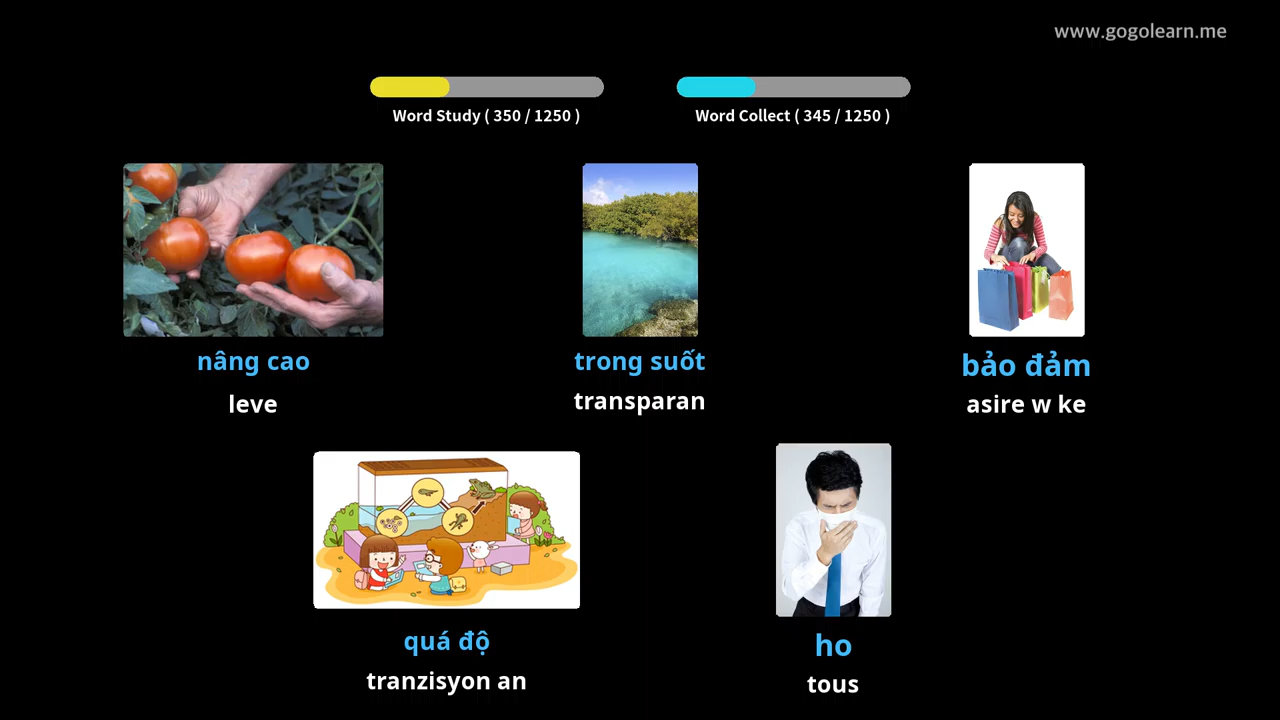 www.gogolearn.me
Word Study ( 350 / 1250 )
Word Collect ( 345 / 1250 )
nâng cao
leve
trong suốt
transparan
bảo đảm
asire w ke
quá độ
tranzisyon an
ho
tous